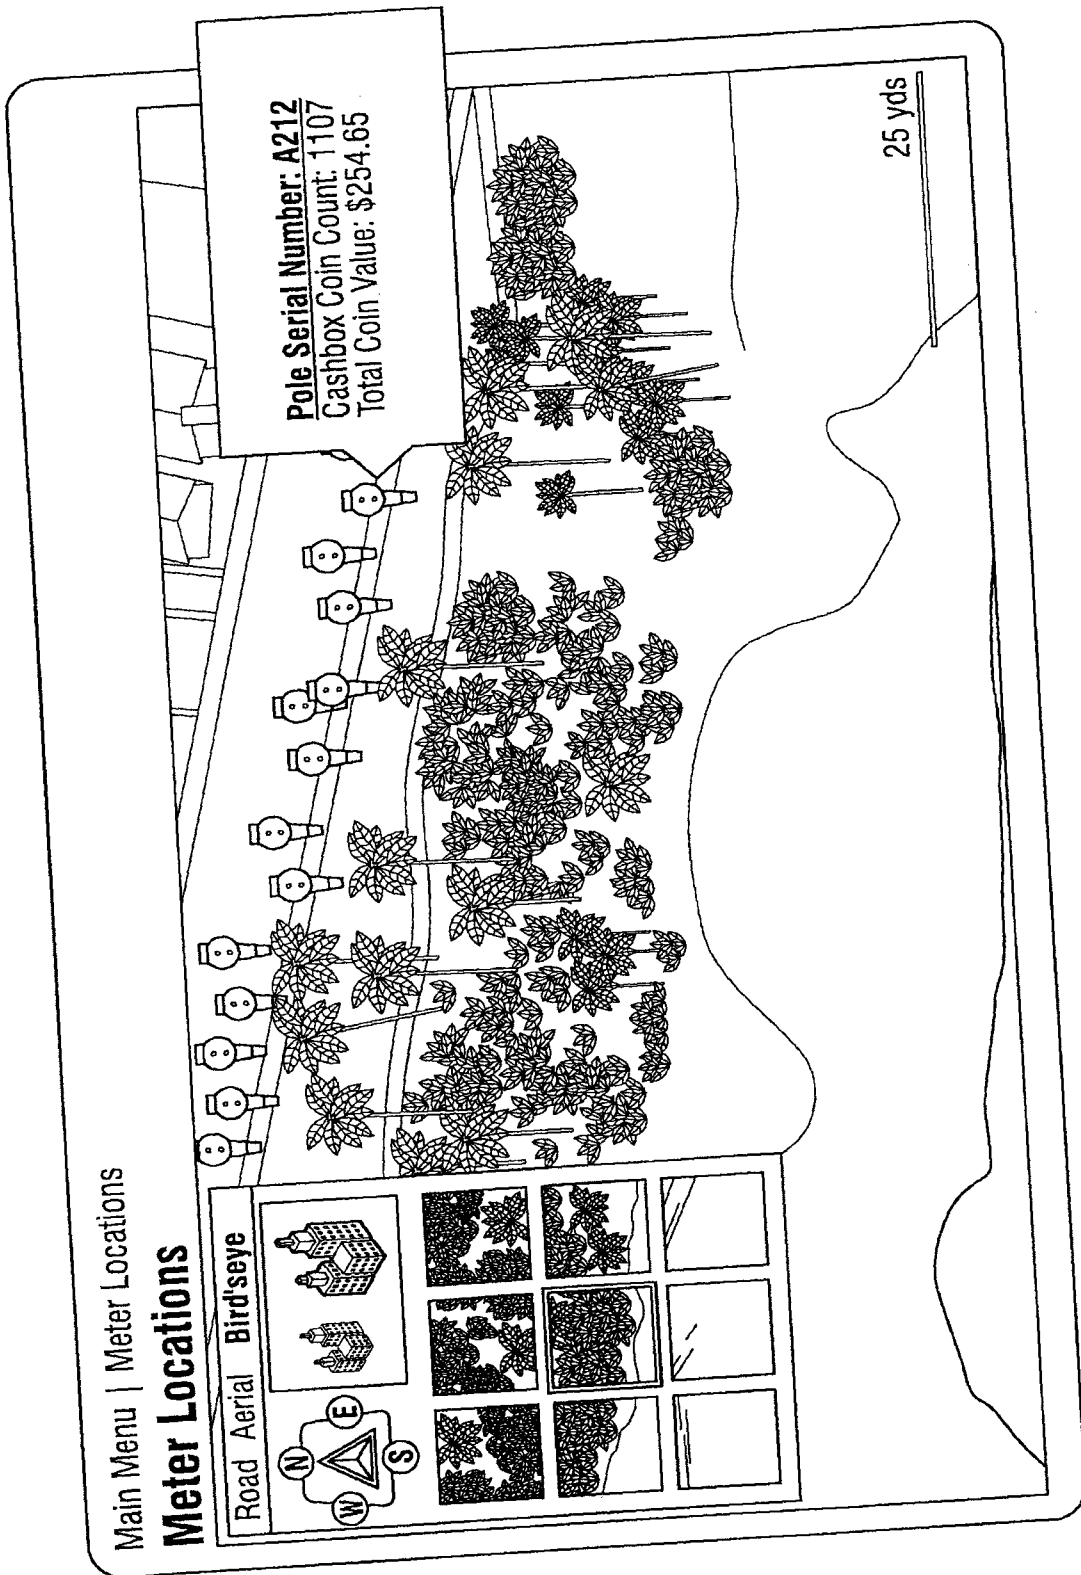 Main Menu | Meter Locations
Meter Locations
Road Aerial Bird'seye
N
W E
S
Pole Serial Number: A212
Cashbox Coin Count: 1107
Total Coin Value: $254.65
25 yds